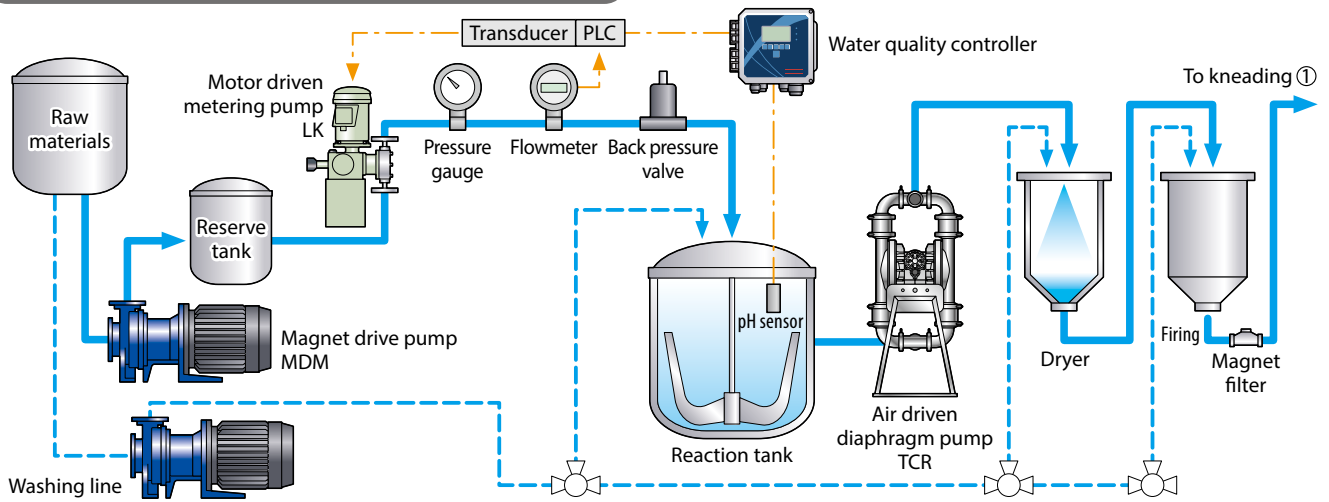 Transducer PLC
Water quality controller
To kneading ①
Motor driven
metering pump
LK
Raw
materials
Pressure
gauge
Flowmeter
Back pressure
valve
Reserve
tank
pH sensor
Magnet drive pump
MDM
Dryer
Firing
Magnet
filter
Air driven
diaphragm pump
TCR
Reaction tank
Washing line